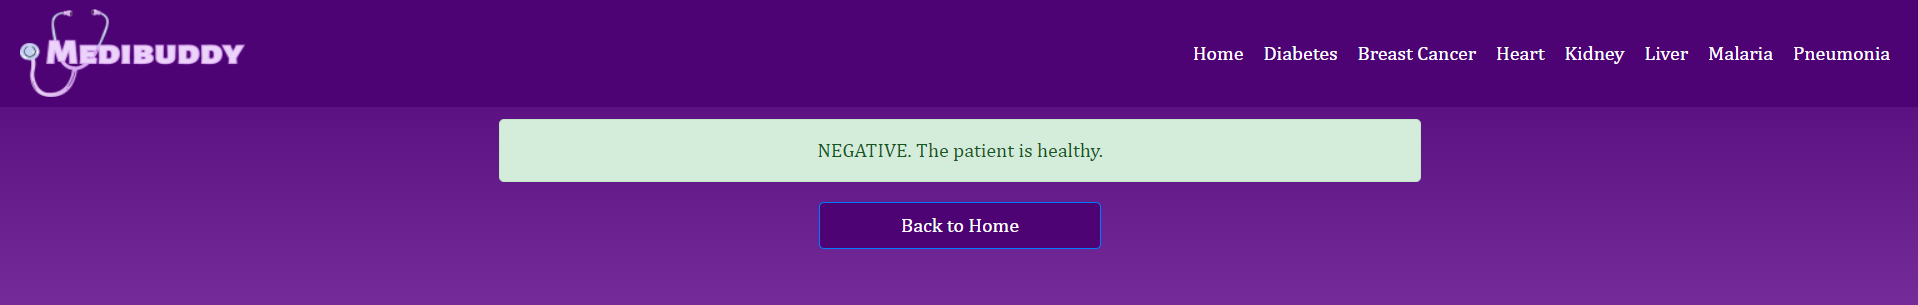 MEDIBUDDY
Home Diabetes Breast Cancer Heart Kidney Liver Malaria Pneumonia
NEGATIVE. The patient is healthy.
Back to Home